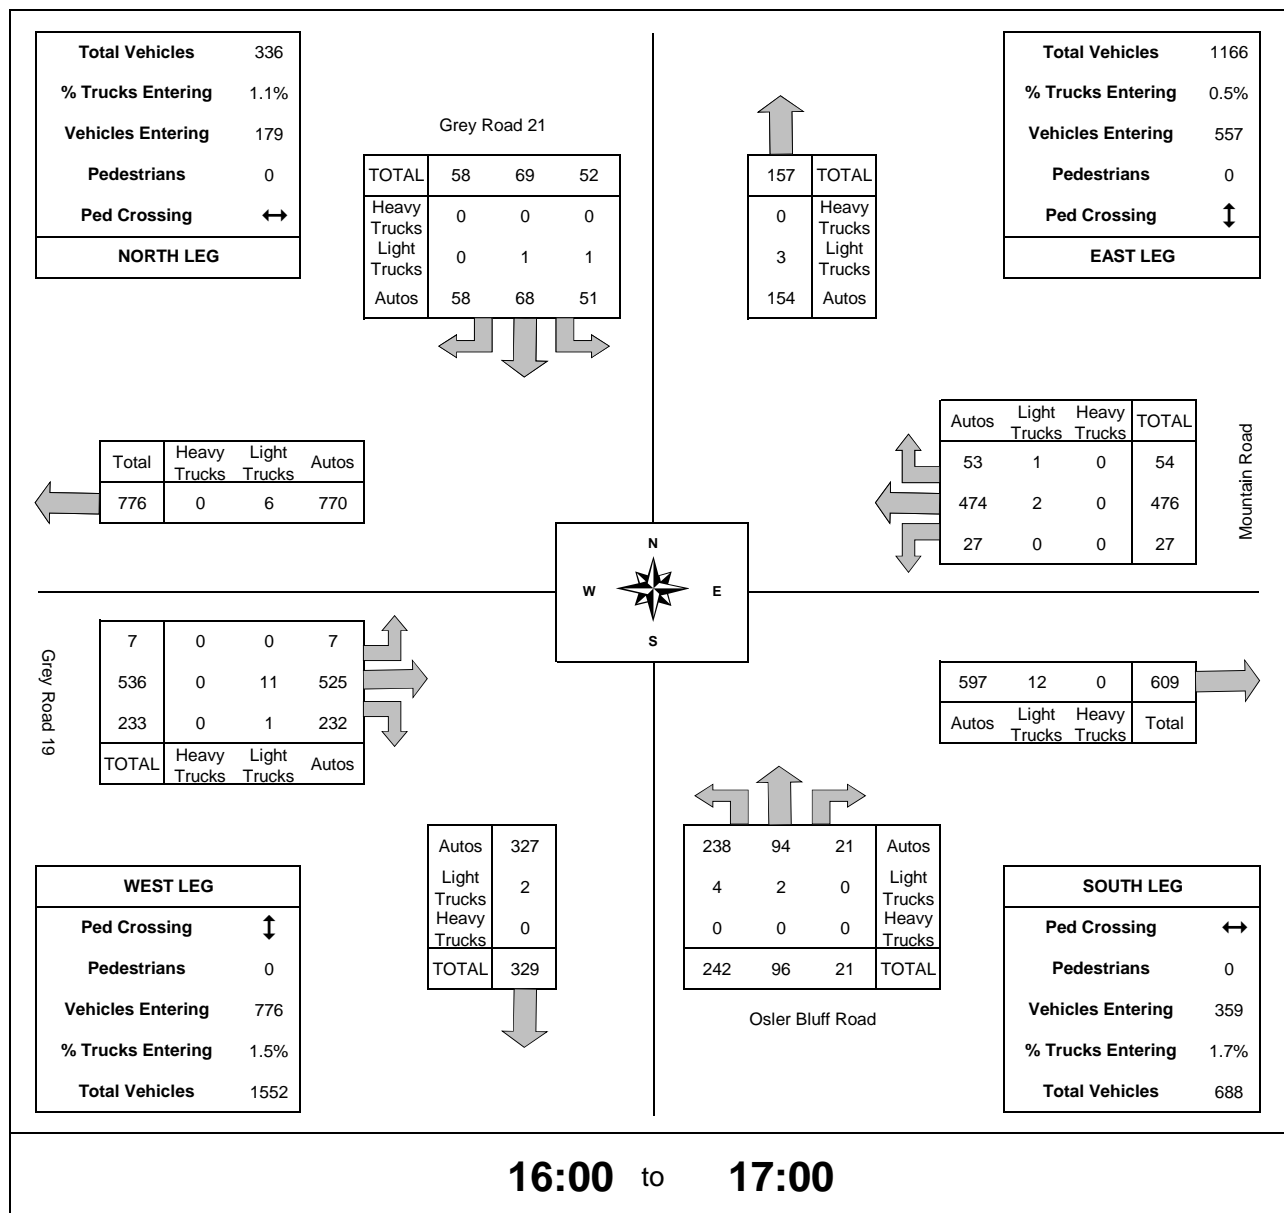 Total Vehicles 336
% Trucks Entering 1.1%
Vehicles Entering 179
Pedestrians 0
Ped Crossing
NORTH LEG
Grey Road 21
TOTAL 58 69 52
Heavy Trucks 0 0 0
Light Trucks 0 1 1
Autos 58 68 51
157 TOTAL
0 Heavy Trucks
3 Light Trucks
154 Autos
Total Vehicles 1166
% Trucks Entering 0.5%
Vehicles Entering 557
Pedestrians 0
Ped Crossing
EAST LEG
Total Heavy Trucks Light Trucks Autos
776 0 6 770
Autos Light Trucks Heavy Trucks TOTAL
53 1 0 54
474 2 0 476
27 0 0 27
Mountain Road
N
W E
S
Grey Road 19
7 0 0 7
536 0 11 525
233 0 1 232
TOTAL Heavy Trucks Light Trucks Autos
597 12 0 609
Autos Light Trucks Heavy Trucks Total
Autos 327
Light Trucks 2
Heavy Trucks 0
TOTAL 329
238 94 21 Autos
4 2 0 Light Trucks
0 0 0 Heavy Trucks
242 96 21 TOTAL
Osler Bluff Road
WEST LEG
Ped Crossing
Pedestrians 0
Vehicles Entering 776
% Trucks Entering 1.5%
Total Vehicles 1552
SOUTH LEG
Ped Crossing
Pedestrians 0
Vehicles Entering 359
% Trucks Entering 1.7%
Total Vehicles 688
16:00 to 17:00